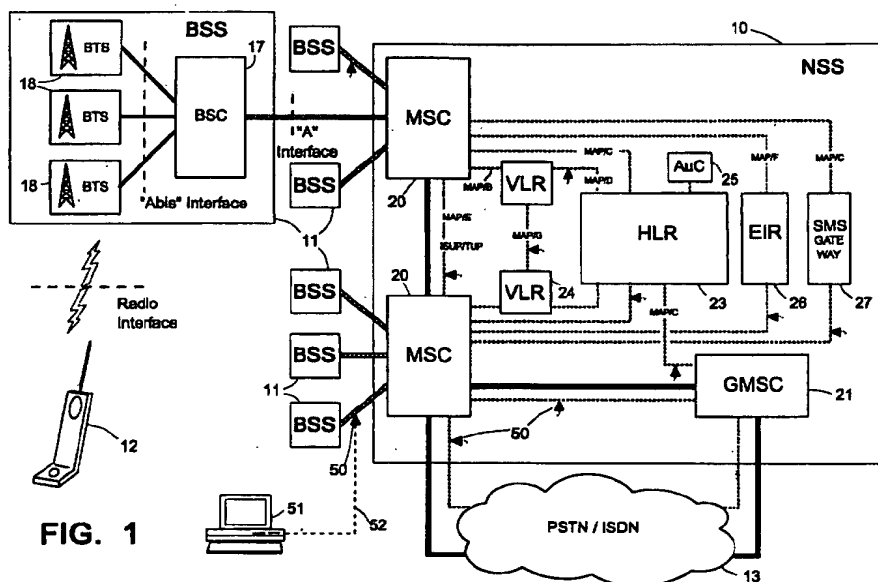 BSS
BTS
18
BTS
18
BTS
17
BSC
"A"
Interface
"Abis" Interface
BSS
BSS
11
BSS
BSS
11
BSS
50
10
NSS
MSC
20
20
MSC
MAP/B
MAP/E
ISUP/TUP
VLR
MAP/G
VLR
24
MAP/C
MAP/D
AuC
25
HLR
23
MAP/C
MAP/F
EIR
26
MAP/C
SMS
GATE
WAY
27
GMSC
21
50
Radio
Interface
12
51
52
PSTN / ISDN
13
FIG. 1